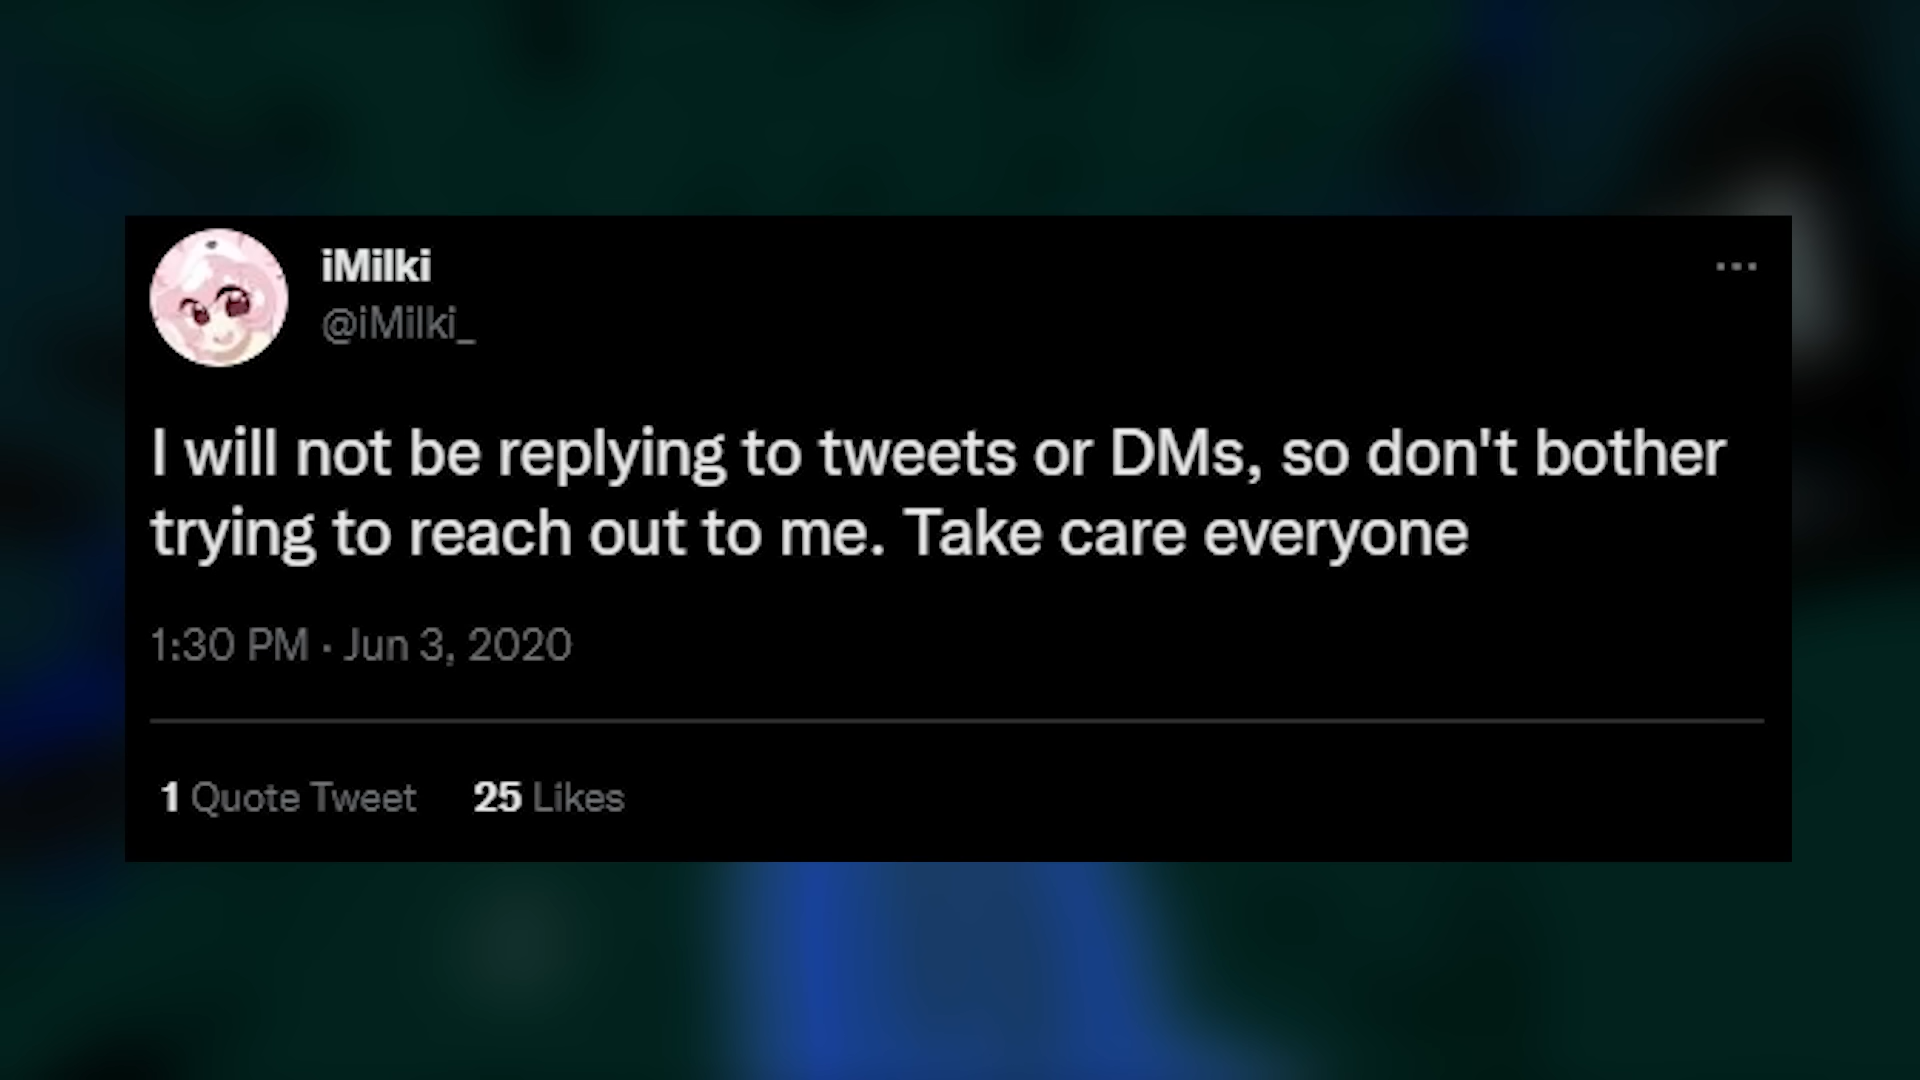 iMilki
@iMilki_
I will not be replying to tweets or DMs, so don't bother
trying to reach out to me. Take care everyone
1:30 PM · Jun 3, 2020
1 Quote Tweet 25 Likes